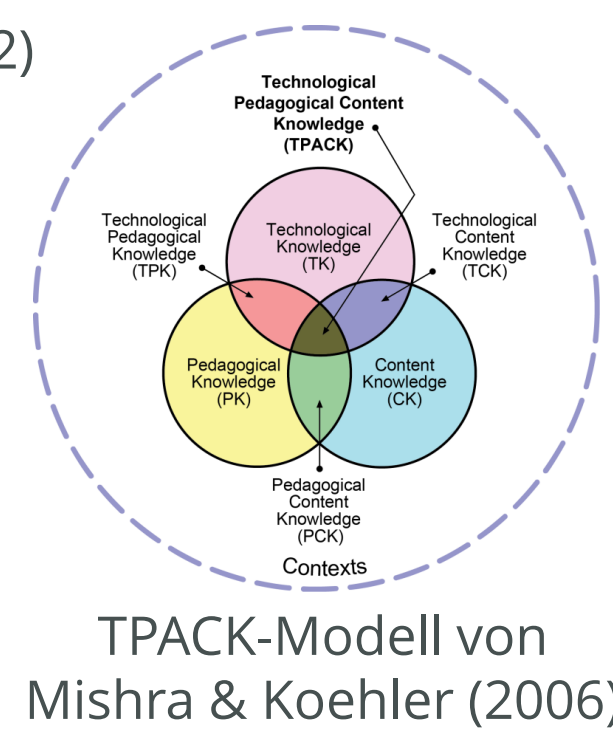 2)
Technological
Pedagogical Content
Knowledge
(TPACK)
Technological
Pedagogical
Knowledge
(TPK)
Technological
Knowledge
(TK)
Technological
Content
Knowledge
(TCK)
Pedagogical
Knowledge
(PK)
Content
Knowledge
(CK)
Pedagogical
Content
Knowledge
(PCK)
Contexts
TPACK-Modell von
Mishra & Koehler (2006)